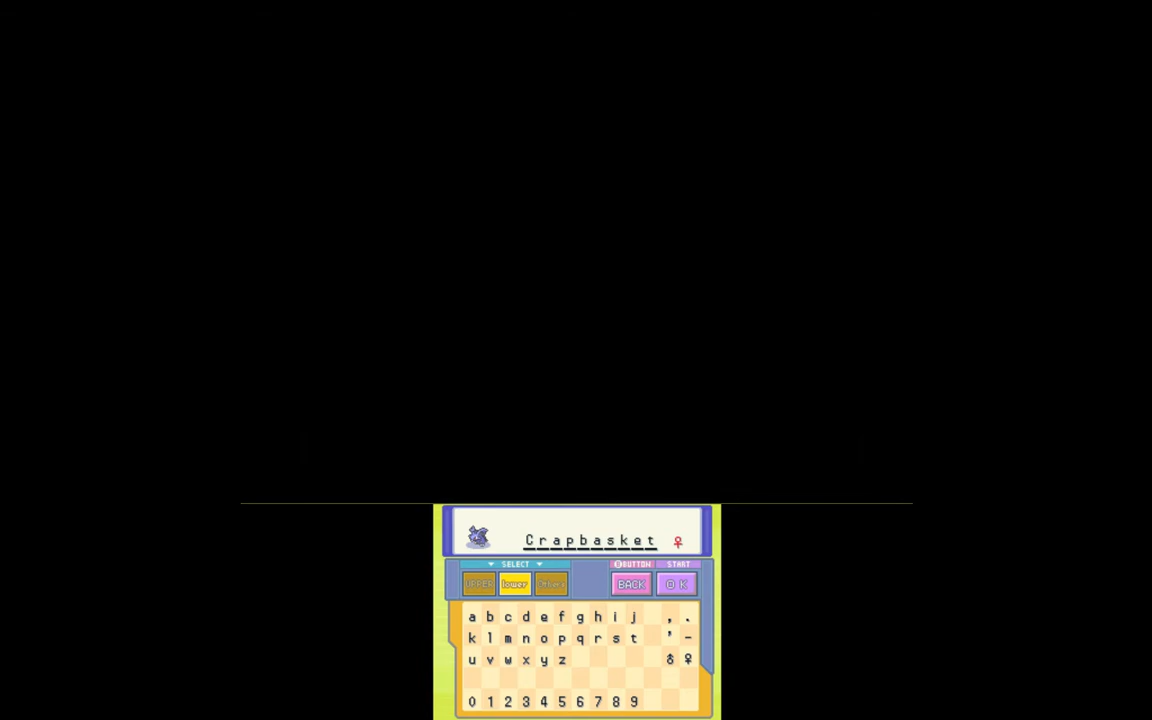 Crapbasket ♀
▼ SELECT ▼ B BUTTON START
UPPER lower Others BACK OK
a b c d e f g h i j , .
k l m n o p q r s t ' -
u v w x y z ♂ ♀
0 1 2 3 4 5 6 7 8 9